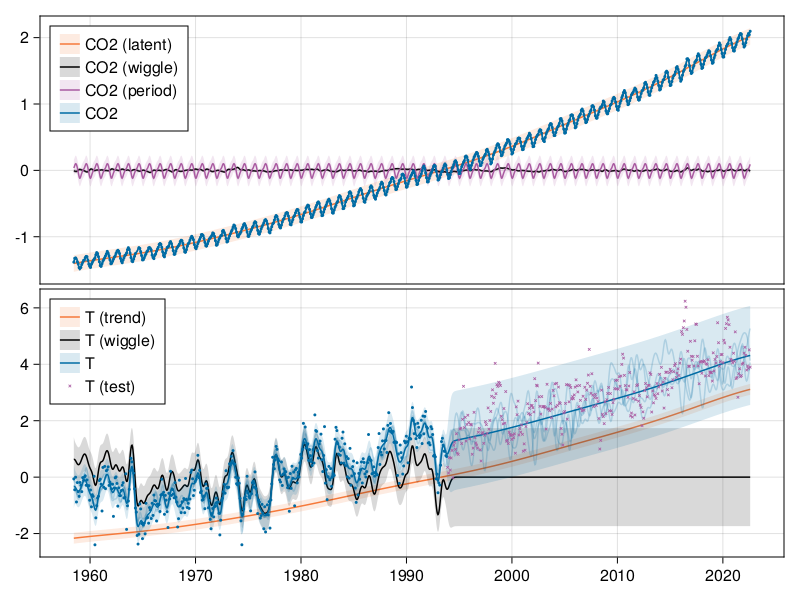 2
CO2 (latent)
CO2 (wiggle)
CO2 (period)
CO2
1
0
-1
6
T (trend)
T (wiggle)
T
T (test)
4
2
0
-2
1960 1970 1980 1990 2000 2010 2020